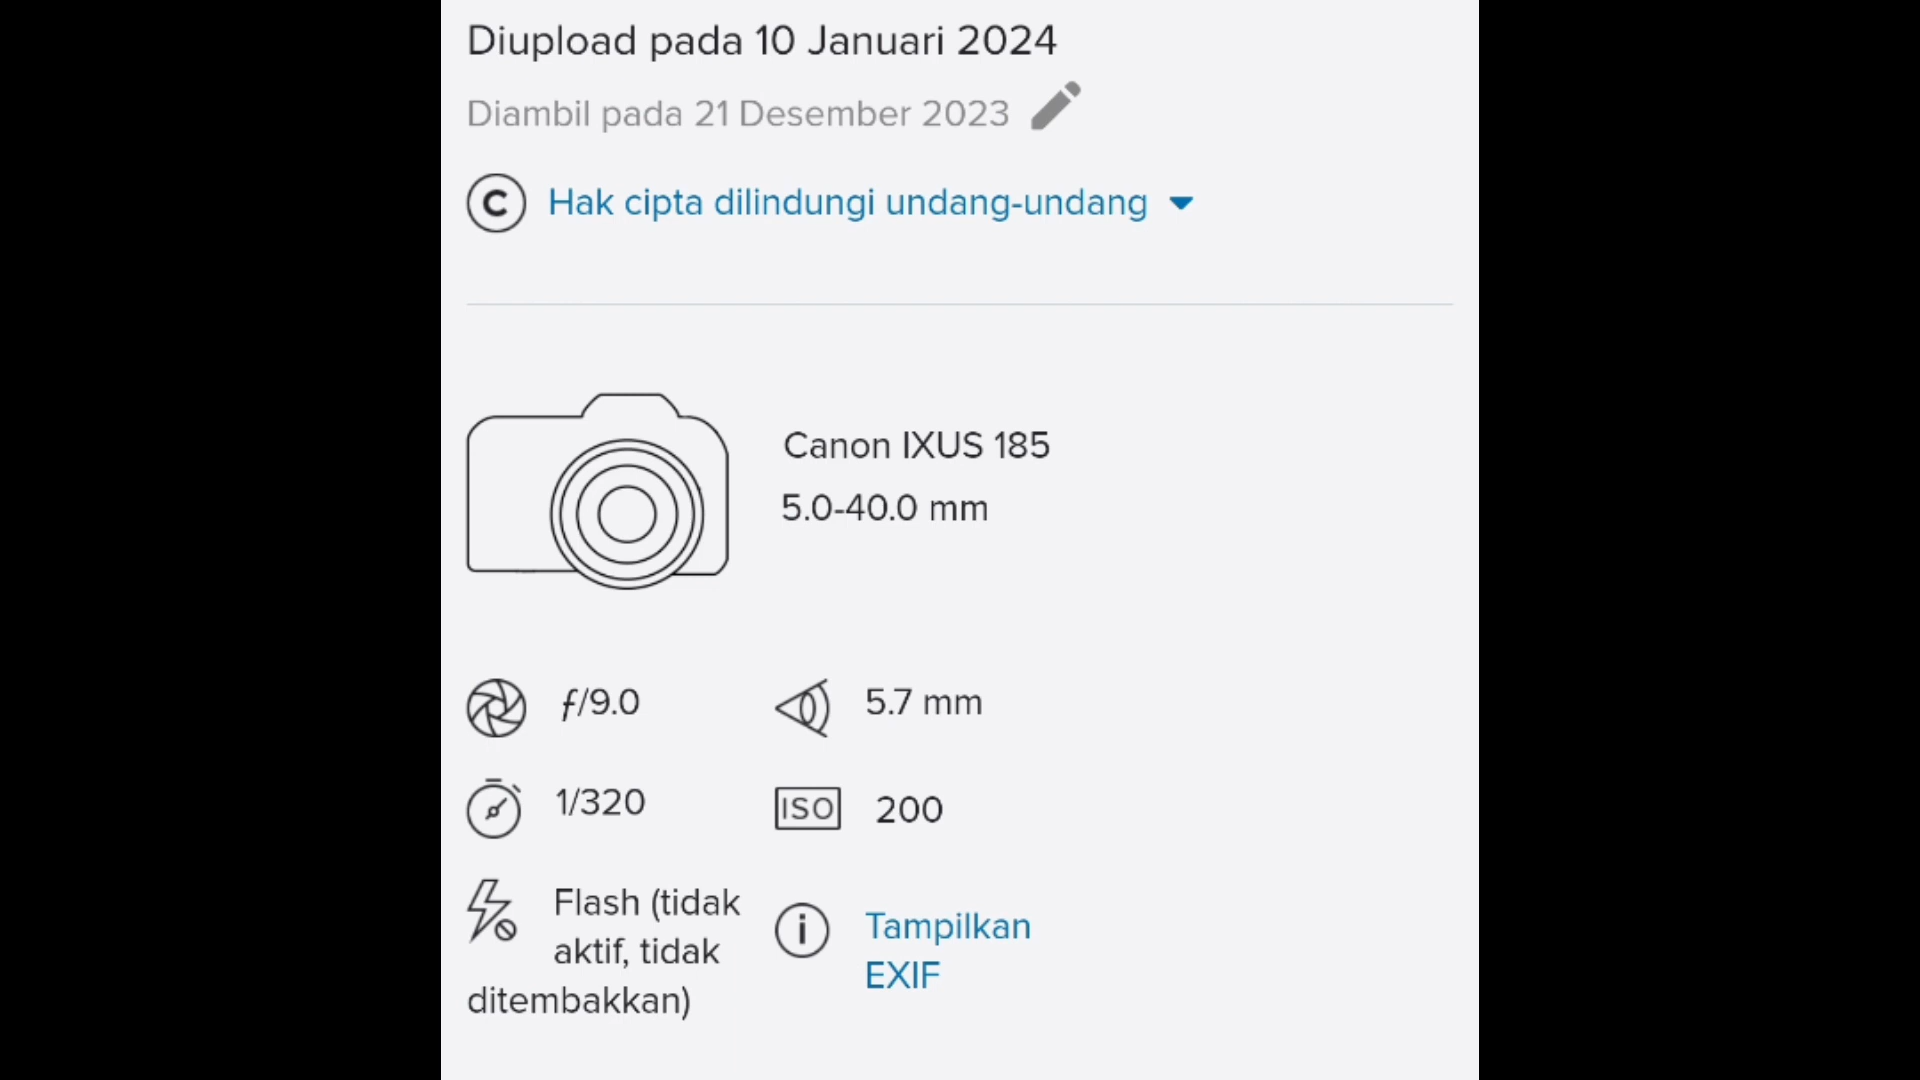 Diupload pada 10 Januari 2024
Diambil pada 21 Desember 2023
C Hak cipta dilindungi undang-undang
Canon IXUS 185
5.0-40.0 mm
ƒ/9.0
5.7 mm
1/320
ISO 200
Flash (tidak
aktif, tidak
ditembakkan)
i Tampilkan
EXIF